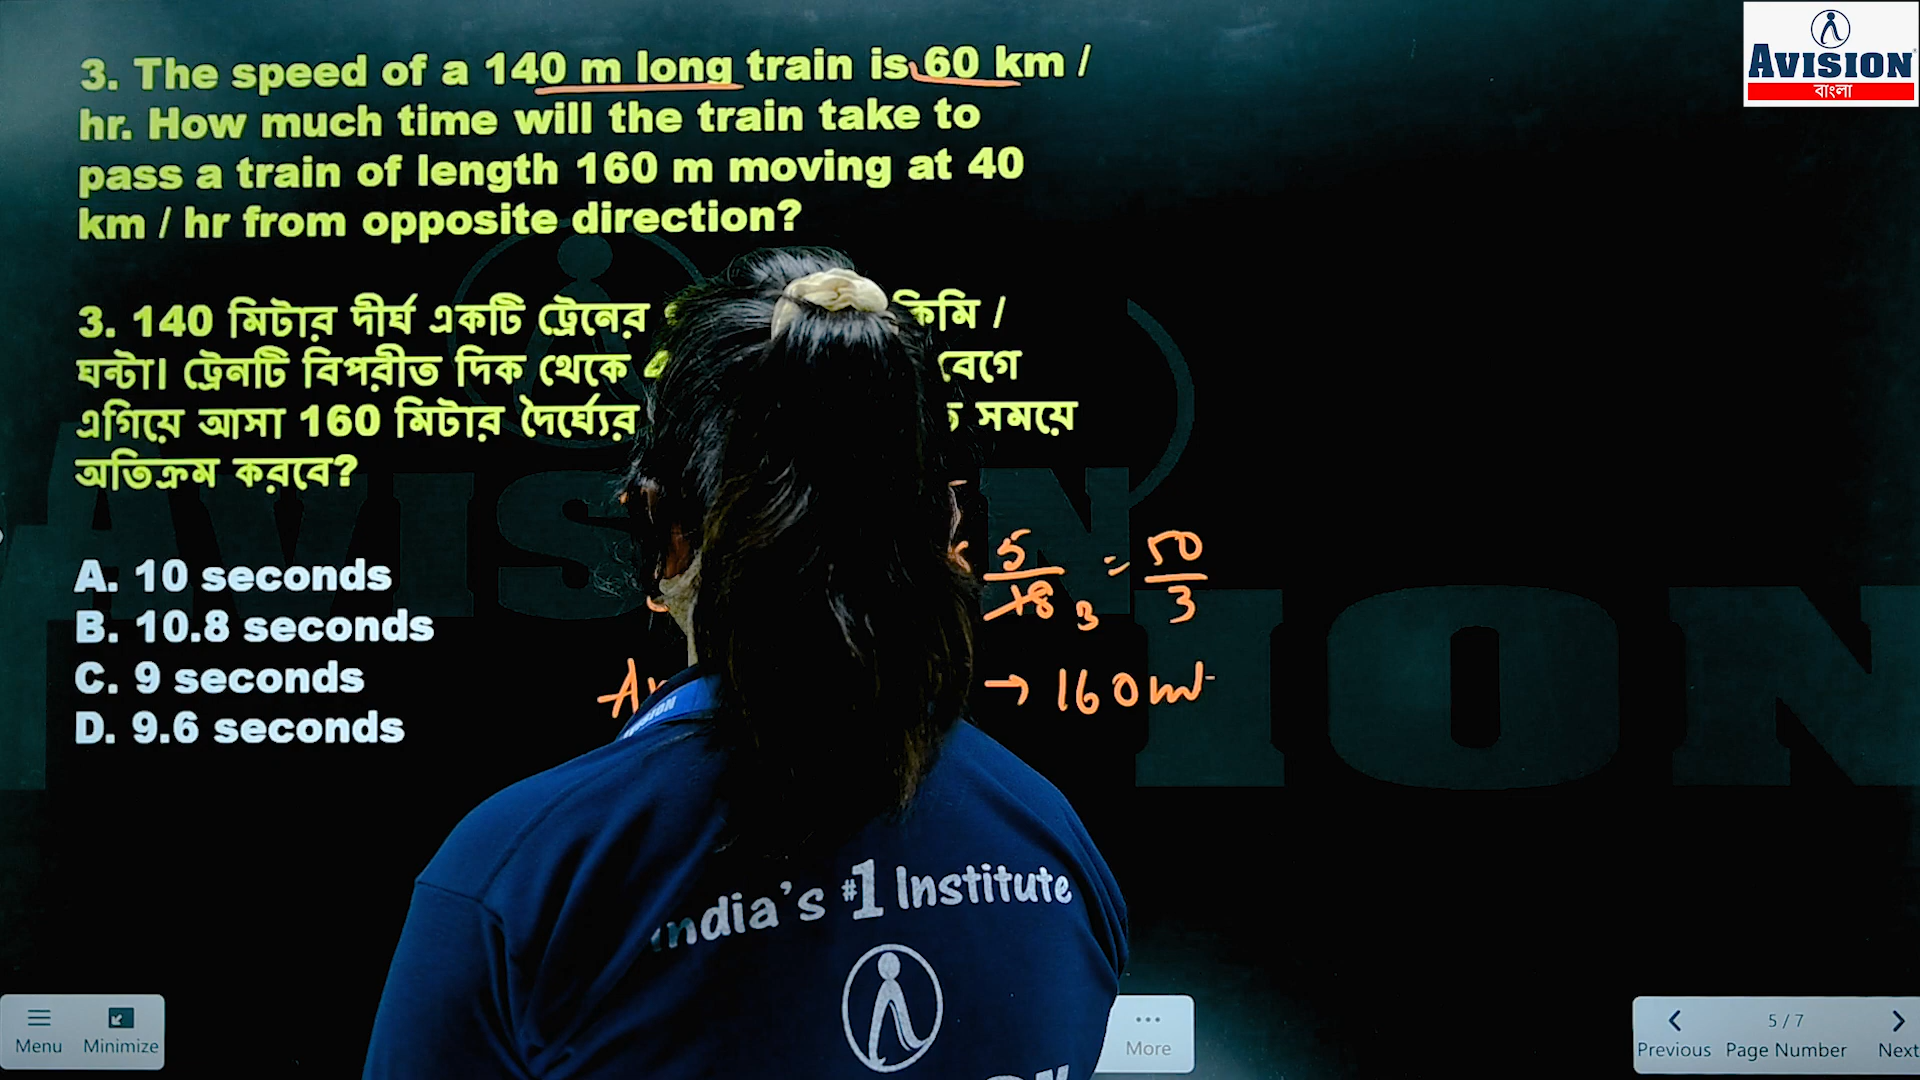 3. The speed of a 140 m long train is 60 km /
hr. How much time will the train take to
pass a train of length 160 m moving at 40
km / hr from opposite direction?
3. 140 মিটার দীর্ঘ একটি ট্রেনের কিমি /
ঘন্টা। ট্রেনটি বিপরীত দিক থেকে বেগে
এগিয়ে আসা 160 মিটার দৈর্ঘ্যের সময়ে
অতিক্রম করবে?
A. 10 seconds
B. 10.8 seconds
C. 9 seconds
D. 9.6 seconds
5/18 3 = 50/3
→ 160 m
AVISION
বাংলা
India's #1 Institute
Menu Minimize
More
5 / 7
Previous Page Number Next